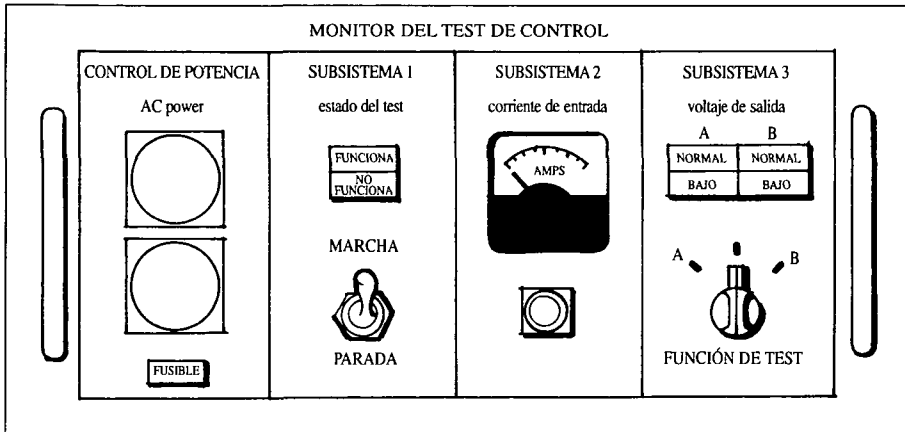 MONITOR DEL TEST DE CONTROL
CONTROL DE POTENCIA
AC power
FUSIBLE
SUBSISTEMA 1
estado del test
FUNCIONA
NO
FUNCIONA
MARCHA
PARADA
SUBSISTEMA 2
corriente de entrada
AMPS
SUBSISTEMA 3
voltaje de salida
A B
NORMAL NORMAL
BAJO BAJO
A B
FUNCIÓN DE TEST